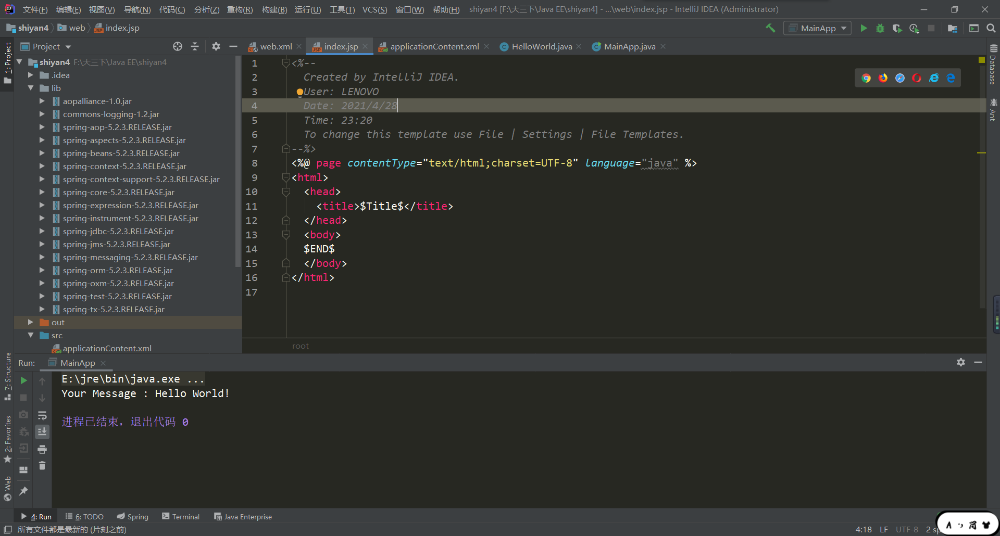 文件(F) 编辑(E) 视图(V) 导航(N) 代码(C) 分析(Z) 重构(R) 构建(B) 运行(U) 工具(T) VCS(S) 窗口(W) 帮助(H) shiyan4 [F:\大三下\Java EE\shiyan4] - ...\web\index.jsp - IntelliJ IDEA (Administrator)
shiyan4 web index.jsp MainApp
Project web.xml index.jsp applicationContent.xml HelloWorld.java MainApp.java
1: Project
7: Structure
2: Favorites
Web
shiyan4 F:\大三下\Java EE\shiyan4
.idea
lib
aopalliance-1.0.jar
commons-logging-1.2.jar
spring-aop-5.2.3.RELEASE.jar
spring-aspects-5.2.3.RELEASE.jar
spring-beans-5.2.3.RELEASE.jar
spring-context-5.2.3.RELEASE.jar
spring-context-support-5.2.3.RELEASE.jar
spring-core-5.2.3.RELEASE.jar
spring-expression-5.2.3.RELEASE.jar
spring-instrument-5.2.3.RELEASE.jar
spring-jdbc-5.2.3.RELEASE.jar
spring-jms-5.2.3.RELEASE.jar
spring-messaging-5.2.3.RELEASE.jar
spring-orm-5.2.3.RELEASE.jar
spring-oxm-5.2.3.RELEASE.jar
spring-test-5.2.3.RELEASE.jar
spring-tx-5.2.3.RELEASE.jar
out
src
applicationContent.xml
1 <%--
2 Created by IntelliJ IDEA.
3 User: LENOVO
4 Date: 2021/4/28
5 Time: 23:20
6 To change this template use File | Settings | File Templates.
7 --%>
8 <%@ page contentType="text/html;charset=UTF-8" language="java" %>
9 <html>
10 <head>
11 <title>$Title$</title>
12 </head>
13 <body>
14 $END$
15 </body>
16 </html>
17
root
Database
Ant
Run: MainApp
E:\jre\bin\java.exe ...
Your Message : Hello World!
进程已结束，退出代码 0
4: Run 6: TODO Spring Terminal Java Enterprise
所有文件都是最新的 (片刻之前) 4:18 LF UTF-8 2 sp
A 简